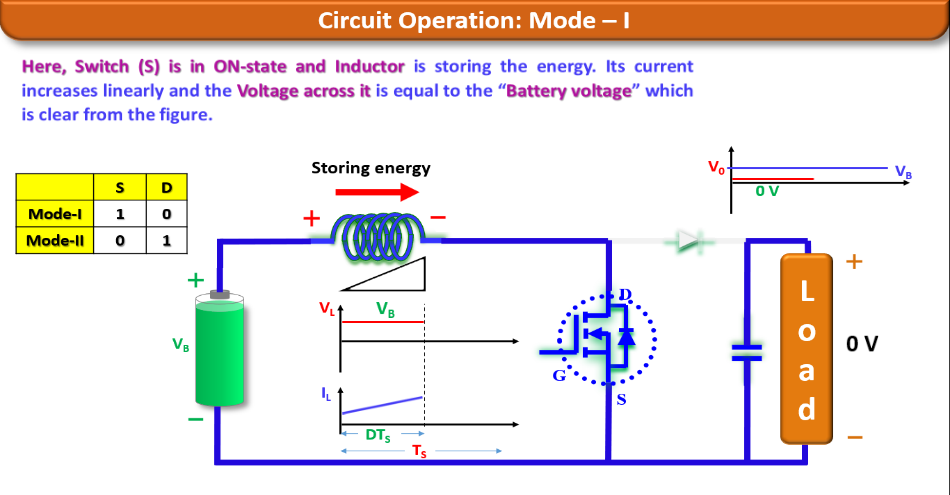 Circuit Operation: Mode – I
Here, Switch (S) is in ON-state and Inductor is storing the energy. Its current
increases linearly and the Voltage across it is equal to the “Battery voltage” which
is clear from the figure.
S D
Mode-I 1 0
Mode-II 0 1
Storing energy
+ −
V₀
V_B
0 V
+
V_B
−
V_L
V_B
I_L
DT_S
T_S
D
G
S
Load
+
0 V
−